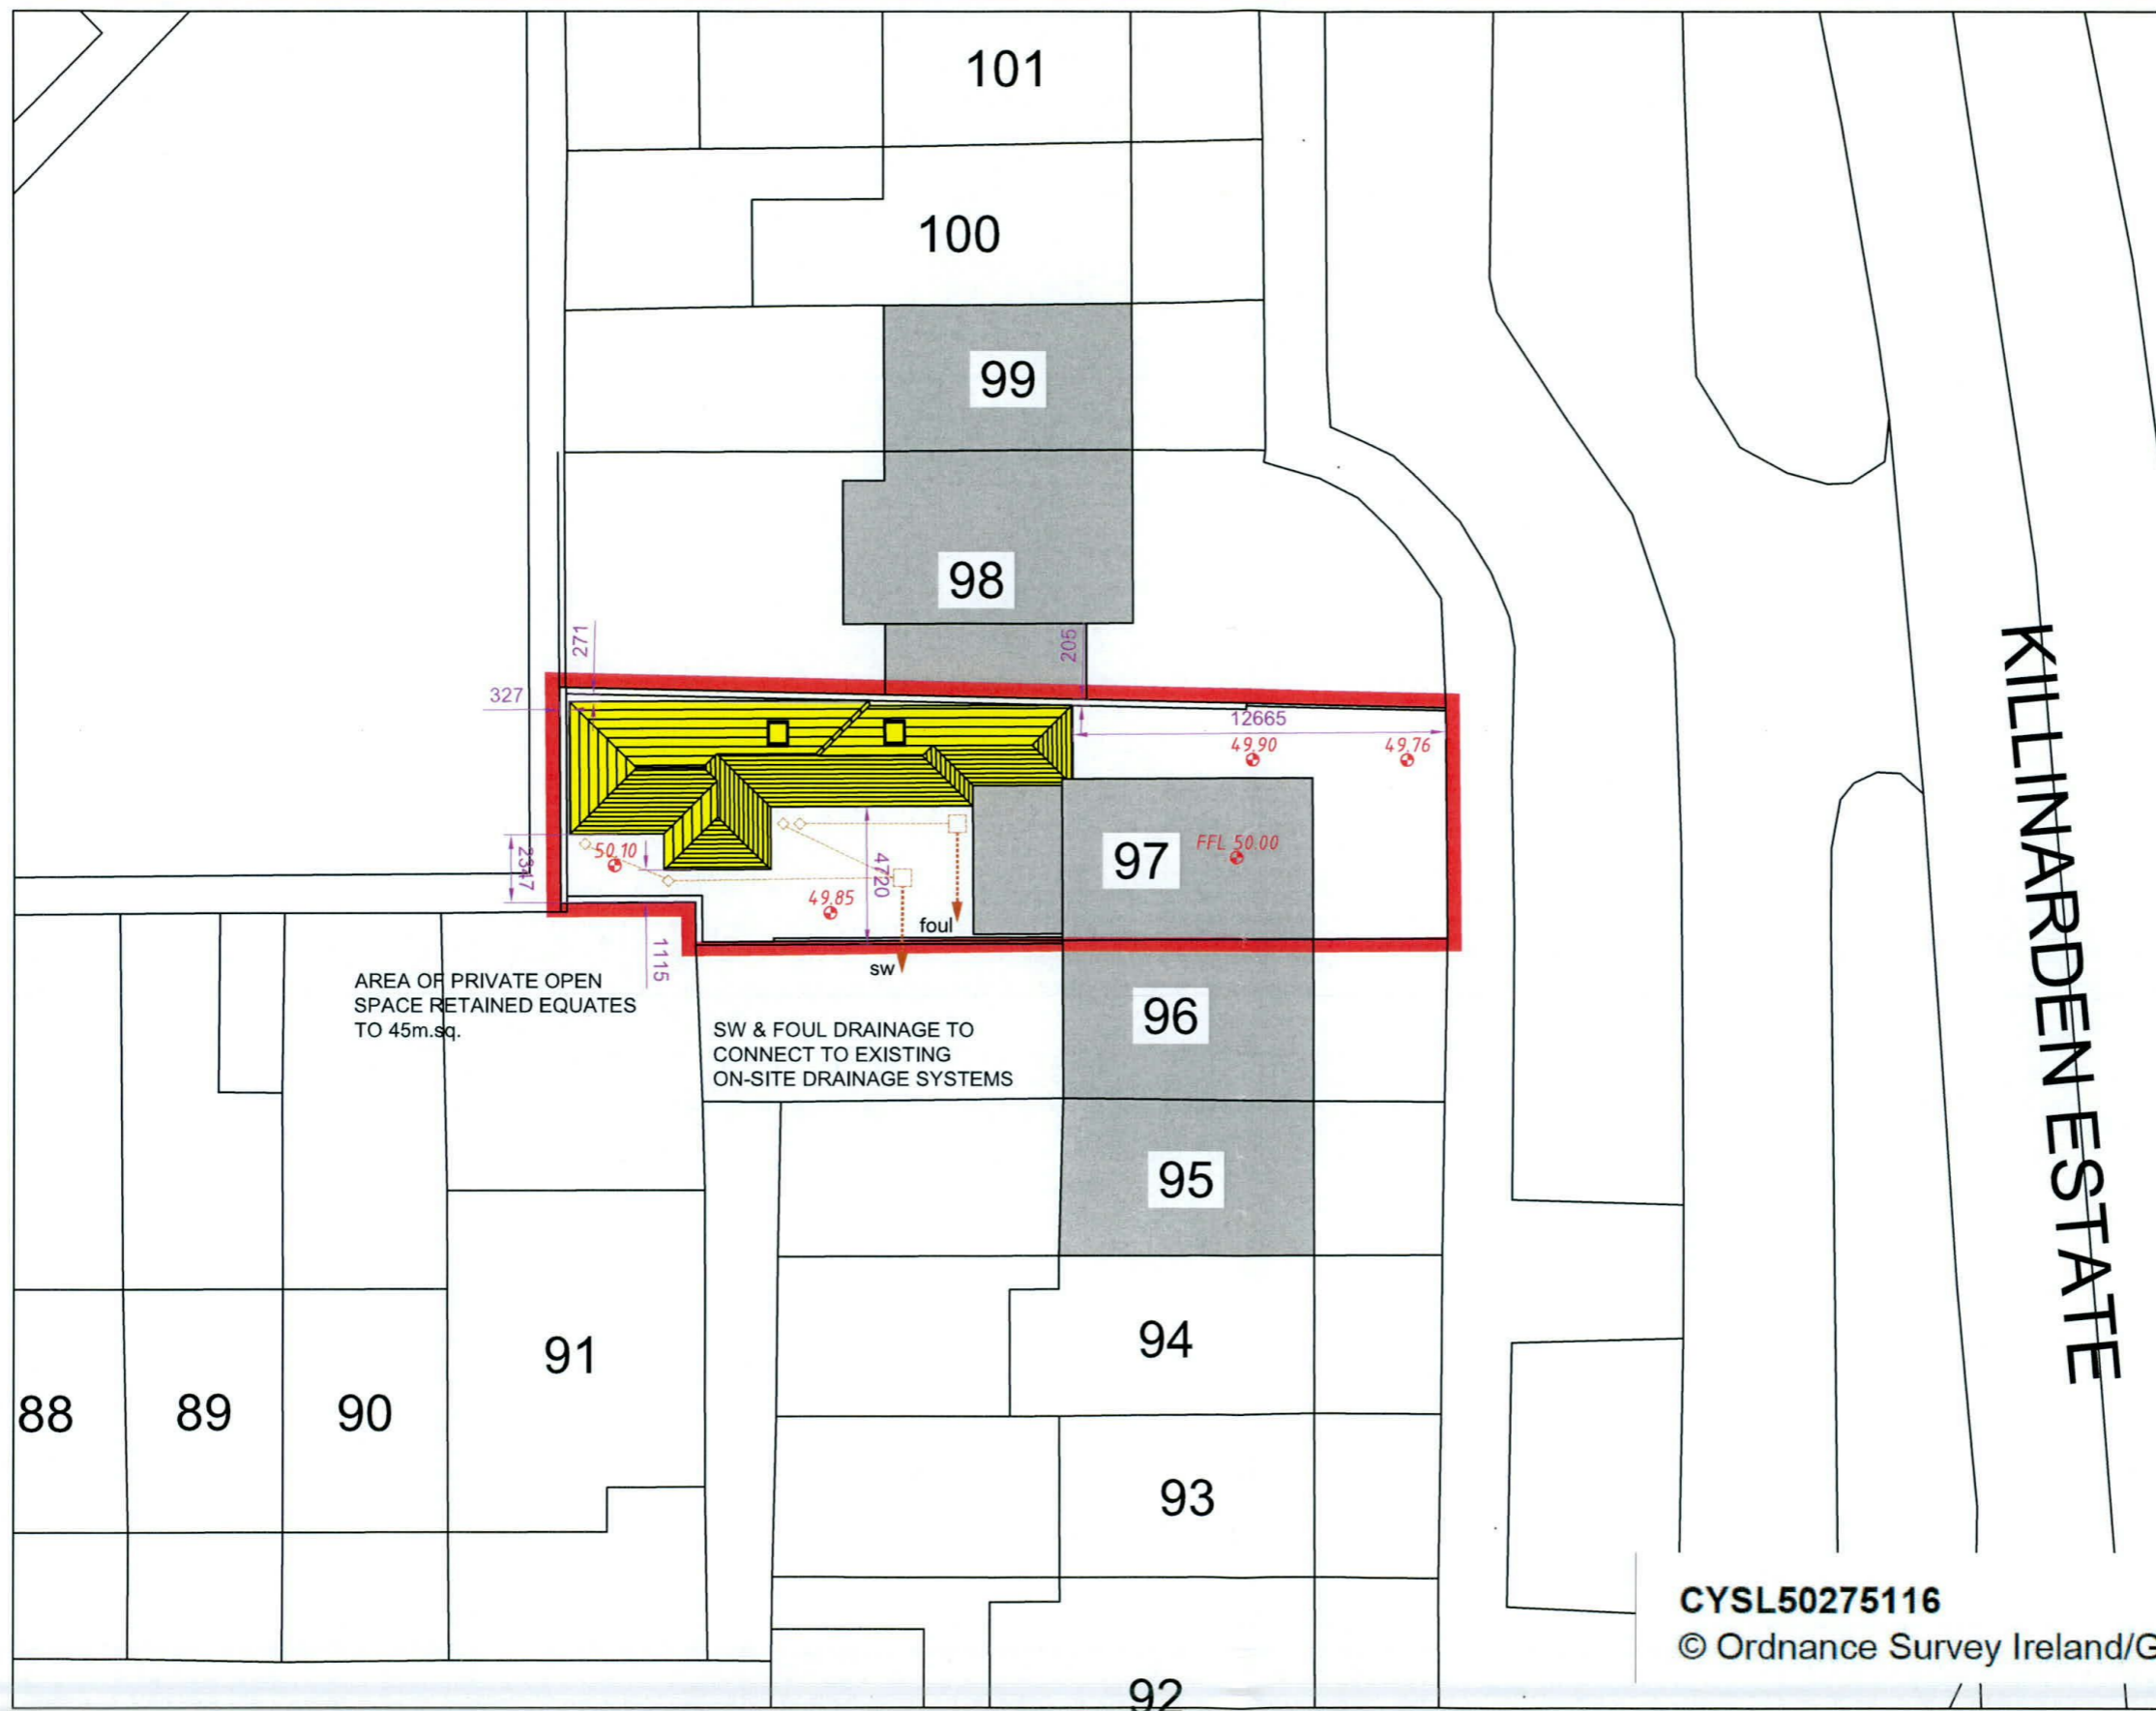 101
100
99
98
271
205
327
12665
49,90
49,76
97
FFL 50.00
50.10
2347
4720
49,85
foul
sw
1115
AREA OF PRIVATE OPEN
SPACE RETAINED EQUATES
TO 45m.sq.
SW & FOUL DRAINAGE TO
CONNECT TO EXISTING
ON-SITE DRAINAGE SYSTEMS
96
95
94
93
92
91
90
89
88
KILLINARDEN ESTATE
CYSL50275116
© Ordnance Survey Ireland/G